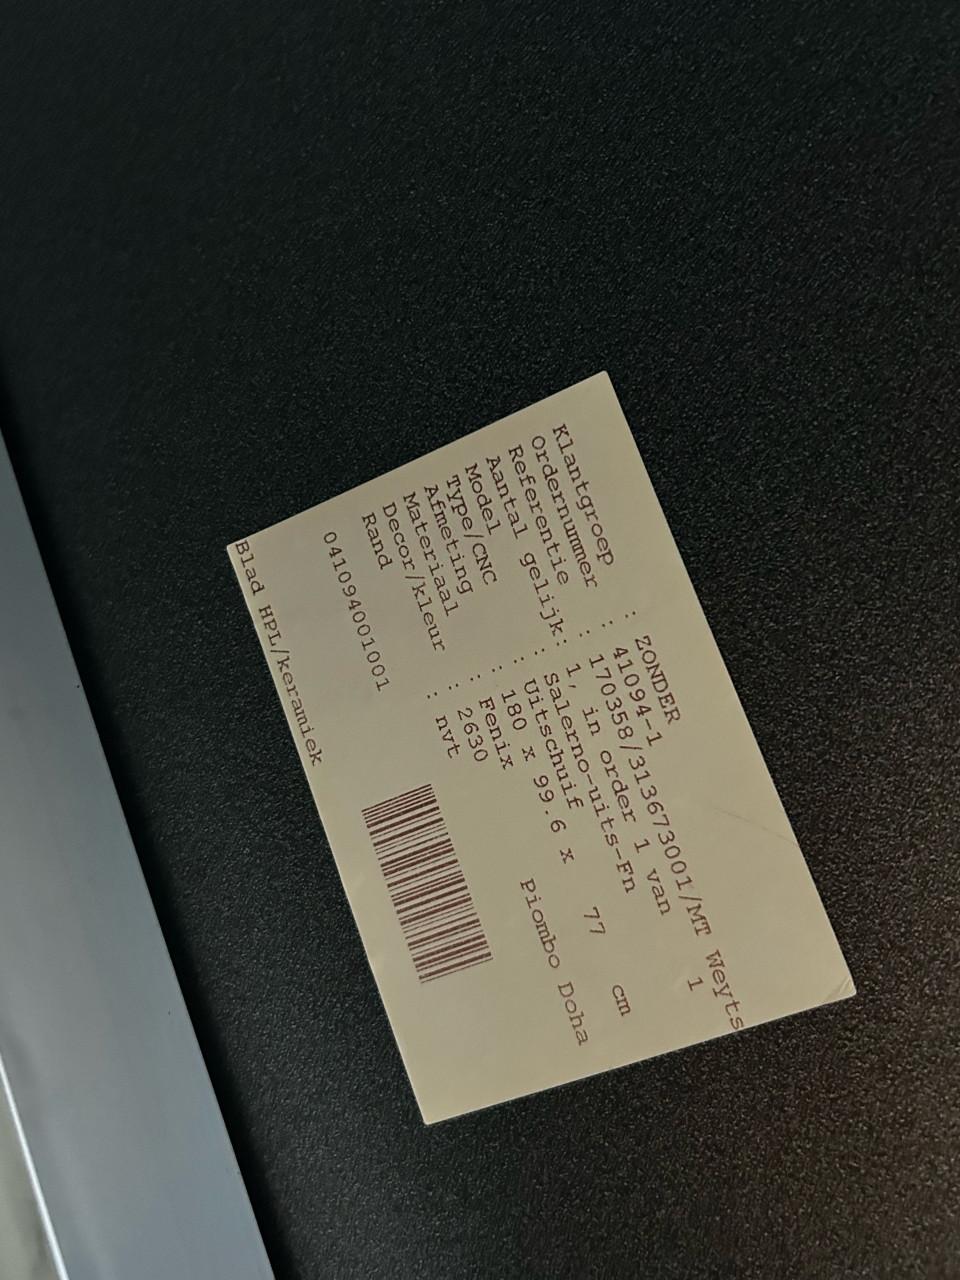 Klantgroep : ZONDER
Ordernummer : 41094-1
Referentie : 170358/313673001/MT Weyts
Aantal gelijk: 1, in order 1 van 1
Model : Salerno-uits-Fn
Type/CNC : Uitschuif
Afmeting : 180 x 99.6 x 77 cm
Materiaal : Fenix
Decor/kleur : 2630 Piombo Doha
Rand : nvt
041094001001
Blad HPL/keramiek